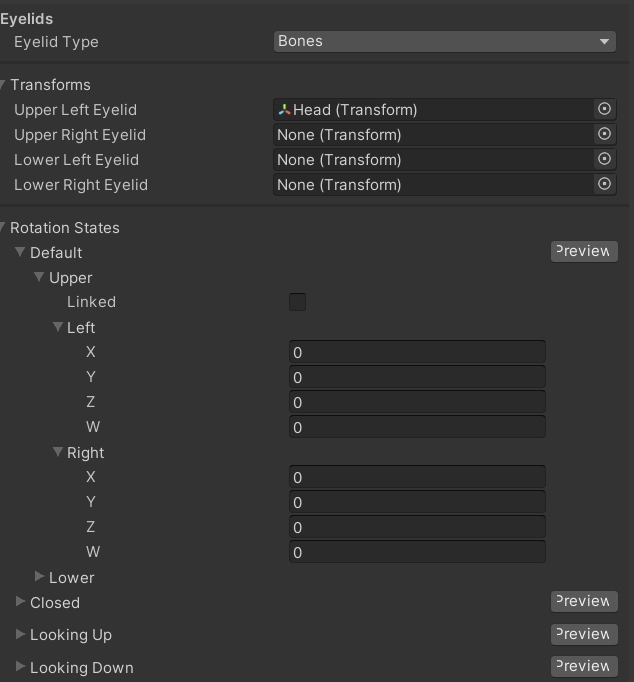 Eyelids
Eyelid Type Bones
Transforms
Upper Left Eyelid Head (Transform)
Upper Right Eyelid None (Transform)
Lower Left Eyelid None (Transform)
Lower Right Eyelid None (Transform)
Rotation States
Default Preview
Upper
Linked
Left
X 0
Y 0
Z 0
W 0
Right
X 0
Y 0
Z 0
W 0
Lower
Closed Preview
Looking Up Preview
Looking Down Preview